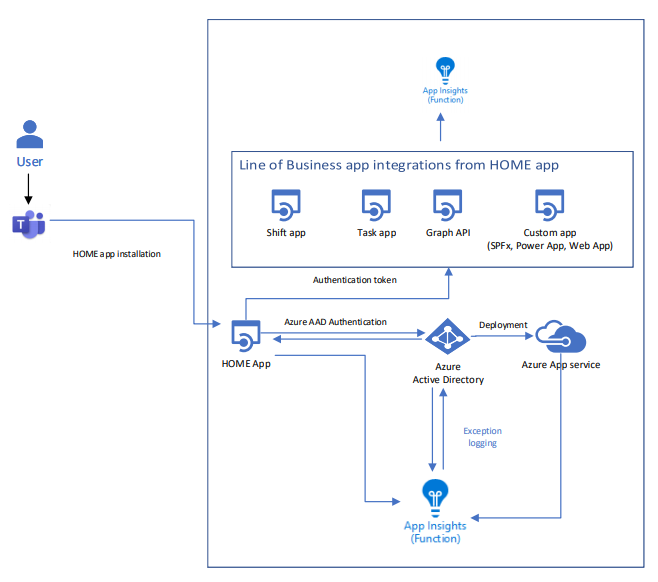 App Insights
(Function)
User
Line of Business app integrations from HOME app
Shift app
Task app
Graph API
Custom app
(SPFx, Power App, Web App)
T
HOME app installation
Authentication token
Azure AAD Authentication
Deployment
HOME App
Azure
Active Directory
Azure App service
Exception
logging
App Insights
(Function)